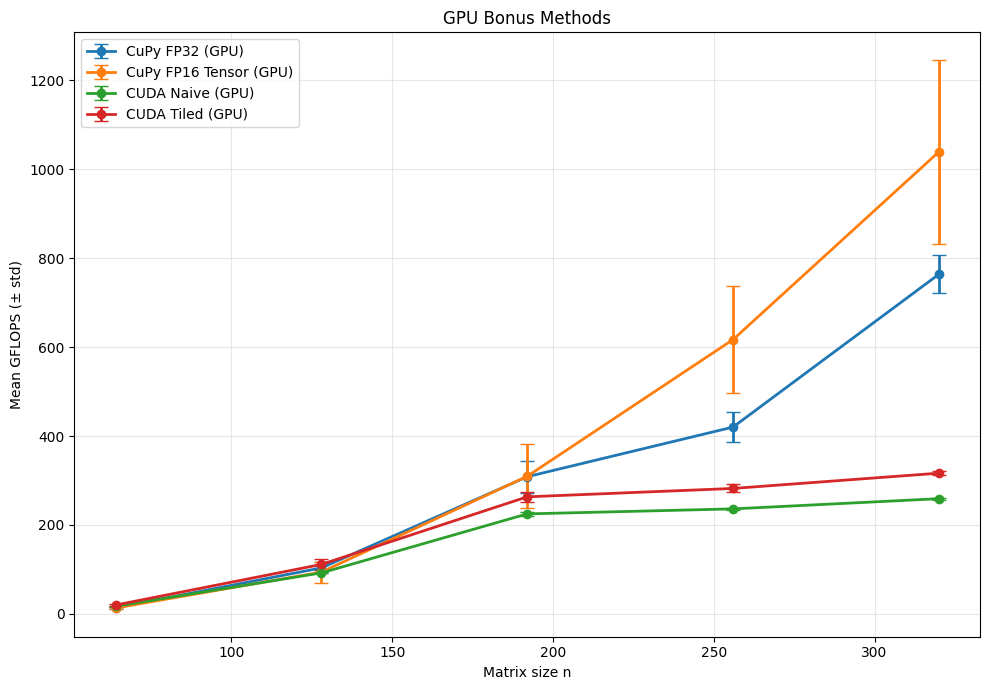 GPU Bonus Methods
CuPy FP32 (GPU)
CuPy FP16 Tensor (GPU)
CUDA Naive (GPU)
CUDA Tiled (GPU)
Mean GFLOPS (± std)
1200
1000
800
600
400
200
0
100
150
200
250
300
Matrix size n